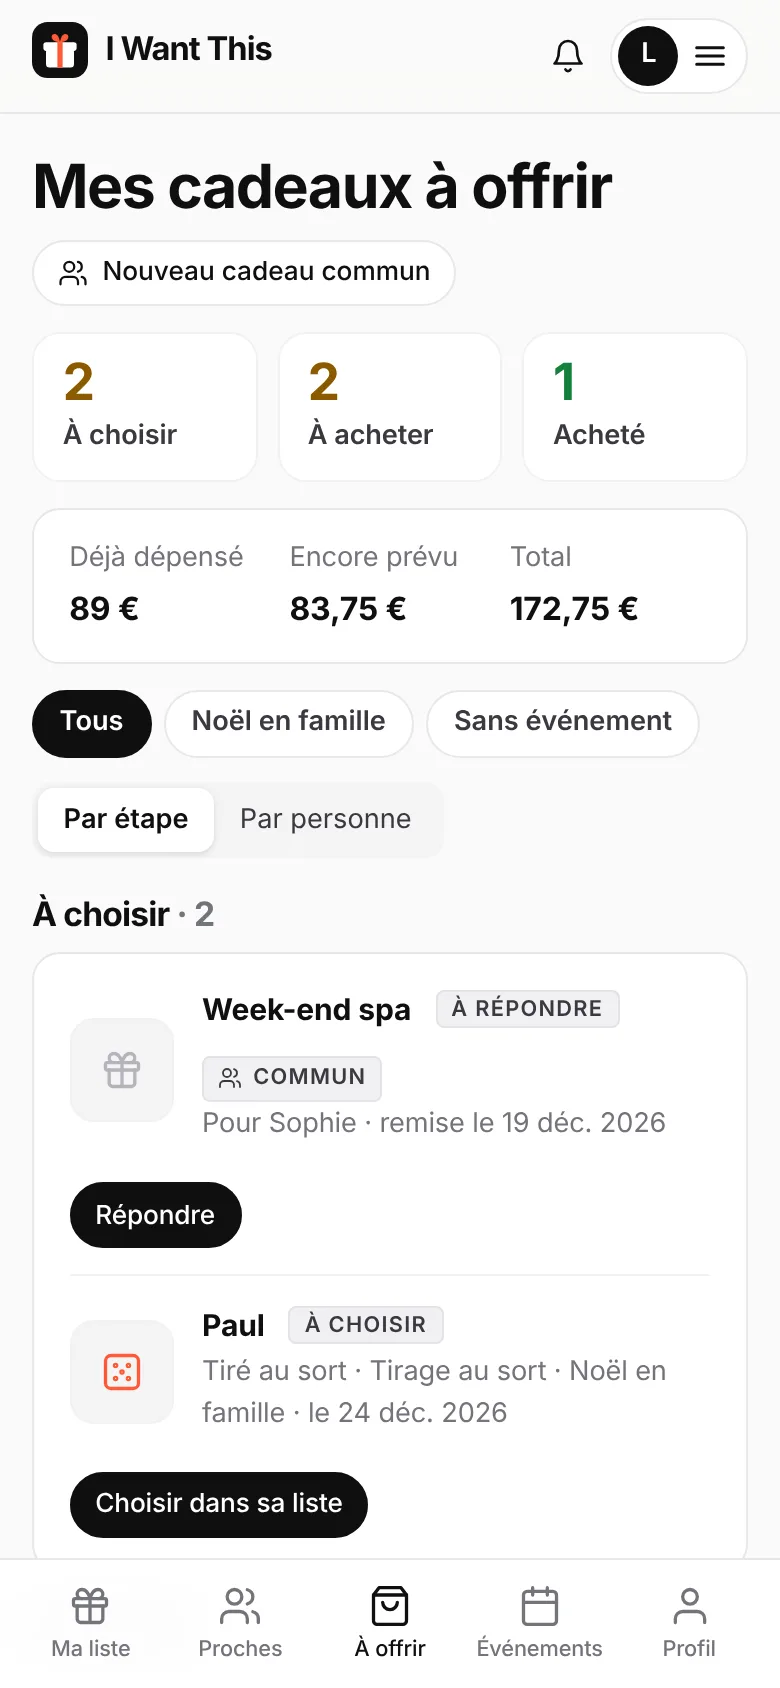 I Want This
L
Mes cadeaux à offrir
Nouveau cadeau commun
2
À choisir
2
À acheter
1
Acheté
Déjà dépensé
89 €
Encore prévu
83,75 €
Total
172,75 €
Tous
Noël en famille
Sans événement
Par étape
Par personne
À choisir · 2
Week-end spa
À RÉPONDRE
COMMUN
Pour Sophie · remise le 19 déc. 2026
Répondre
Paul
À CHOISIR
Tiré au sort · Tirage au sort · Noël en
famille · le 24 déc. 2026
Choisir dans sa liste
Ma liste
Proches
À offrir
Événements
Profil